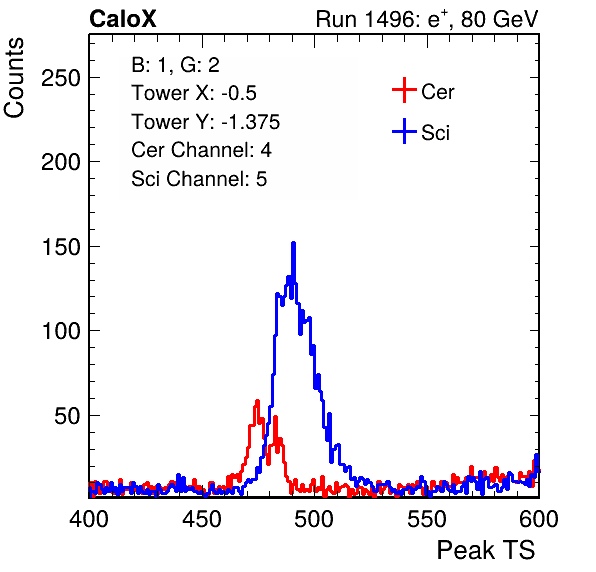 CaloX Run 1496: e+, 80 GeV
B: 1, G: 2
Tower X: -0.5
Tower Y: -1.375
Cer Channel: 4
Sci Channel: 5
Cer
Sci
Counts
250
200
150
100
50
400 450 500 550 600
Peak TS